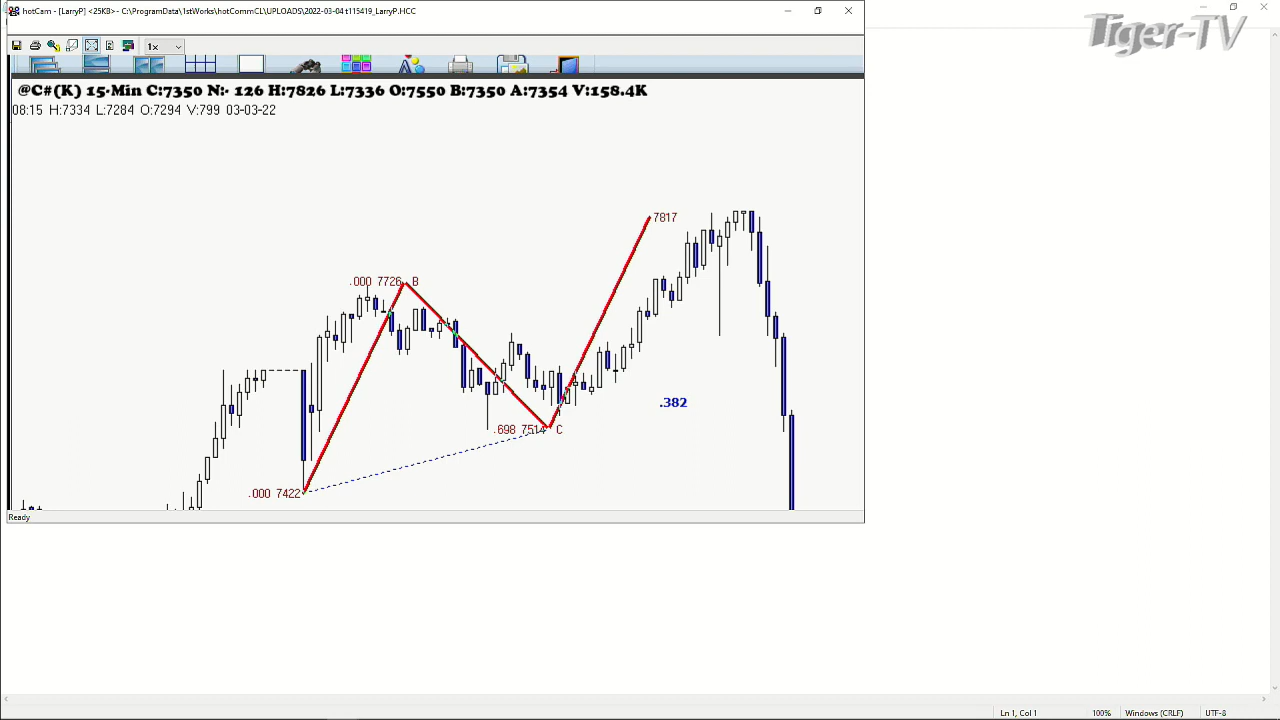 hotCam - [LarryP] <25KB> - C:\ProgramData\1stWorks\hotCommCL\UPLOADS\2022-03-04 t115419_LarryP.HCC
Tiger-TV
1x
@C#(K) 15-Min C:7350 N:- 126 H:7826 L:7336 O:7550 B:7350 A:7354 V:158.4K
08:15 H:7334 L:7284 O:7294 V:799 03-03-22
7817
.000 7726 B
.382
.698 7514 C
.000 7422
Ready
Ln 1, Col 1 100% Windows (CRLF) UTF-8